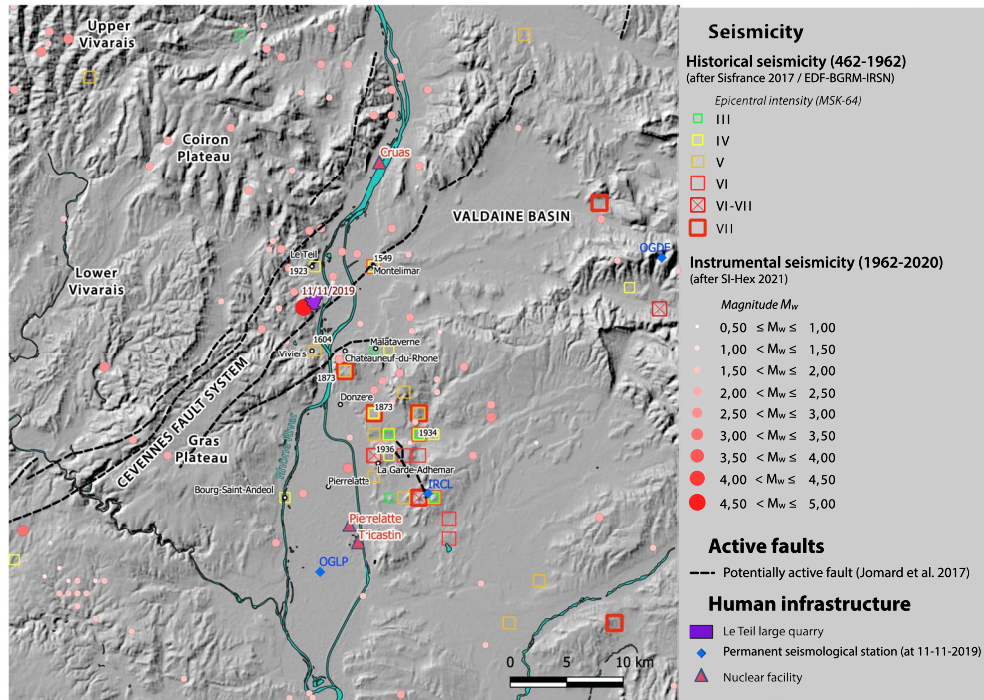 Upper
Vivarais
Coiron
Plateau
Cruas
VALDAINE BASIN
OGDF
Le Teil
1923
1549
Montelimar
Lower
Vivarais
11/11/2019
1604
Viviers
Malataverne
Chateauneuf-du-Rhone
1873
CEVENNES FAULT SYSTEM
Donzere
1873
1934
Gras
Plateau
1936
La Garde-Adhemar
Bourg-Saint-Andeol
Pierrelatte
IRCL
Pierrelatte
Tricastin
OGLP
0 5 10 km
Seismicity
Historical seismicity (462-1962)
(after Sisfrance 2017 / EDF-BGRM-IRSN)
Epicentral intensity (MSK-64)
III
IV
V
VI
VI-VII
VII
Instrumental seismicity (1962-2020)
(after SI-Hex 2021)
Magnitude Mw
0,50 ≤ Mw ≤ 1,00
1,00 < Mw ≤ 1,50
1,50 < Mw ≤ 2,00
2,00 < Mw ≤ 2,50
2,50 < Mw ≤ 3,00
3,00 < Mw ≤ 3,50
3,50 < Mw ≤ 4,00
4,00 < Mw ≤ 4,50
4,50 < Mw ≤ 5,00
Active faults
Potentially active fault (Jomard et al. 2017)
Human infrastructure
Le Teil large quarry
Permanent seismological station (at 11-11-2019)
Nuclear facility